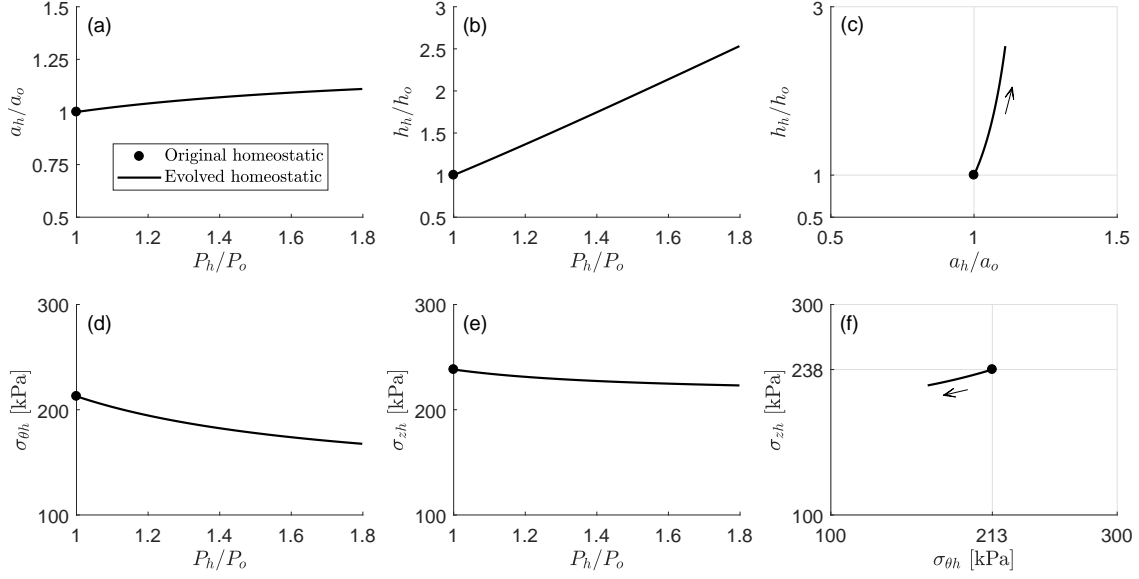 (a)
1.5
1.25
1
0.75
0.5
a_h/a_o
Original homeostatic
Evolved homeostatic
1 1.2 1.4 1.6 1.8
P_h/P_o
(b)
3
2.5
2
1.5
1
0.5
h_h/h_o
1 1.2 1.4 1.6 1.8
P_h/P_o
(c)
3
1
0.5
h_h/h_o
0.5 1 1.5
a_h/a_o
(d)
300
200
100
σ_θh [kPa]
1 1.2 1.4 1.6 1.8
P_h/P_o
(e)
300
200
100
σ_zh [kPa]
1 1.2 1.4 1.6 1.8
P_h/P_o
(f)
300
238
100
σ_zh [kPa]
100 213 300
σ_θh [kPa]